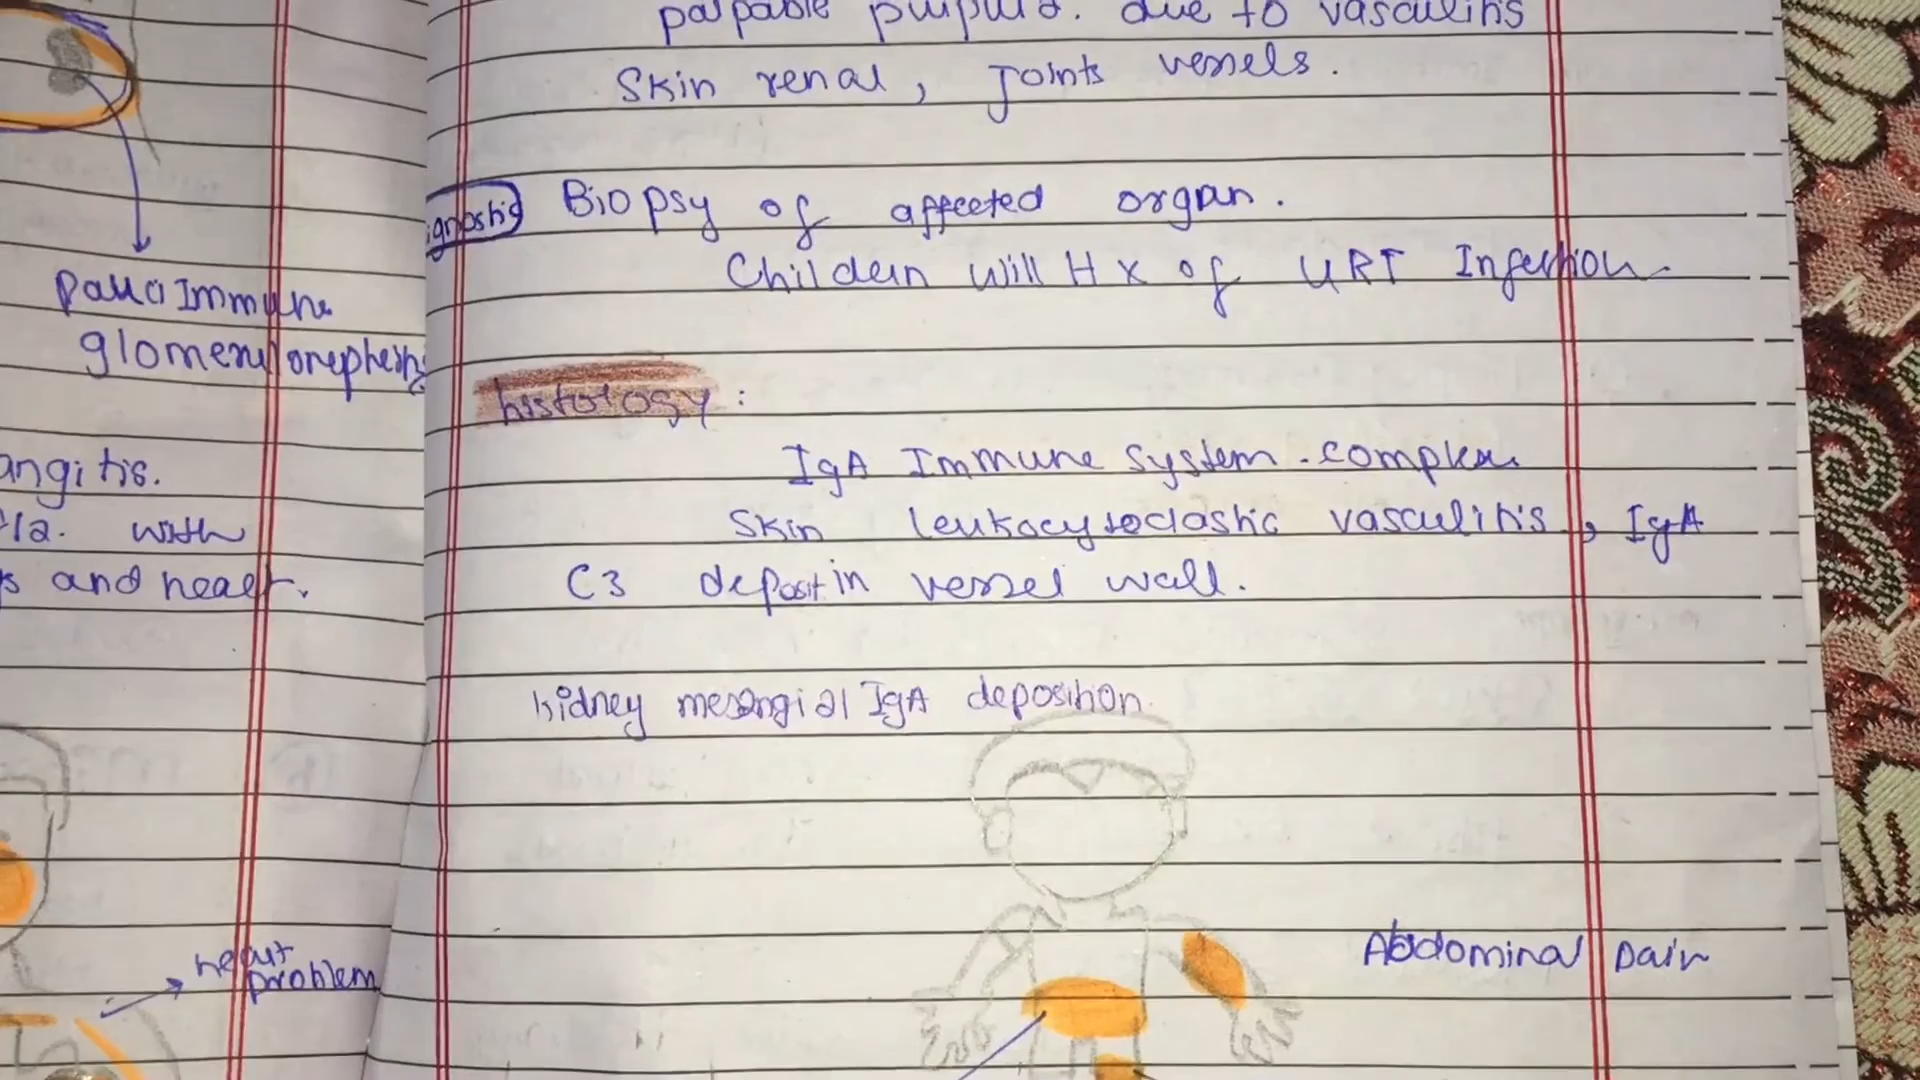 Pauci Immune
glomerulonephritis
angitis.
with
s and heart.
heart
problem
palpable purpura. due to vasculitis
Skin renal, Joints vessels.
gnostic Biopsy of affected organ.
Children will Hx of URT Infection
histology:
IgA Immune system-complex
Skin leukocytoclastic vasculitis, IgA
C3 deposit in vessel wall.
kidney mesangial IgA deposition.
Abdominal Pain